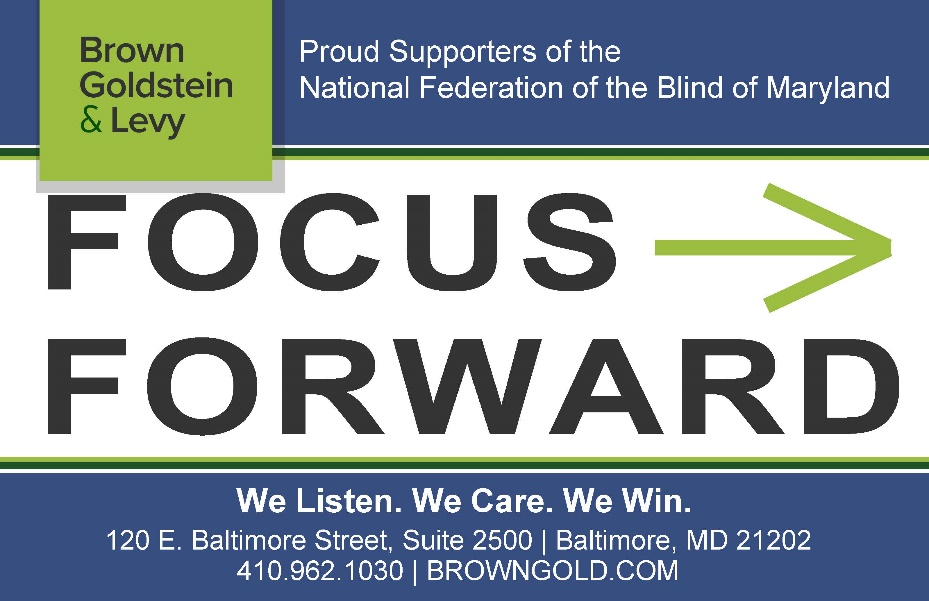 Brown
Goldstein
& Levy
Proud Supporters of the
National Federation of the Blind of Maryland
FOCUS
FORWARD
We Listen. We Care. We Win.
120 E. Baltimore Street, Suite 2500 | Baltimore, MD 21202
410.962.1030 | BROWNGOLD.COM